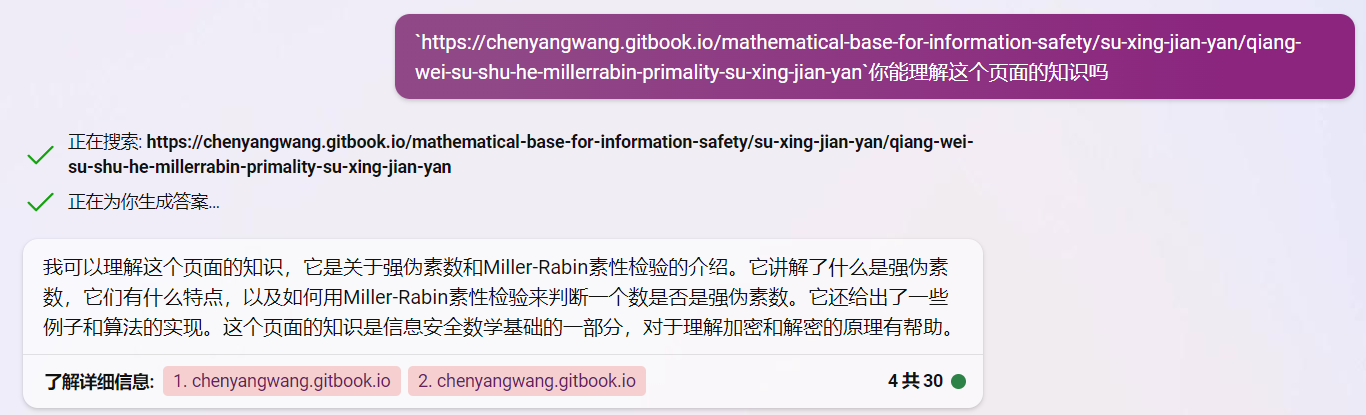 `https://chenyangwang.gitbook.io/mathematical-base-for-information-safety/su-xing-jian-yan/qiang-
wei-su-shu-he-millerrabin-primality-su-xing-jian-yan`你能理解这个页面的知识吗
正在搜索: https://chenyangwang.gitbook.io/mathematical-base-for-information-safety/su-xing-jian-yan/qiang-wei-
su-shu-he-millerrabin-primality-su-xing-jian-yan
正在为你生成答案...
我可以理解这个页面的知识，它是关于强伪素数和Miller-Rabin素性检验的介绍。它讲解了什么是强伪素
数，它们有什么特点，以及如何用Miller-Rabin素性检验来判断一个数是否是强伪素数。它还给出了一些
例子和算法的实现。这个页面的知识是信息安全数学基础的一部分，对于理解加密和解密的原理有帮助。
了解详细信息: 1. chenyangwang.gitbook.io 2. chenyangwang.gitbook.io 4 共 30